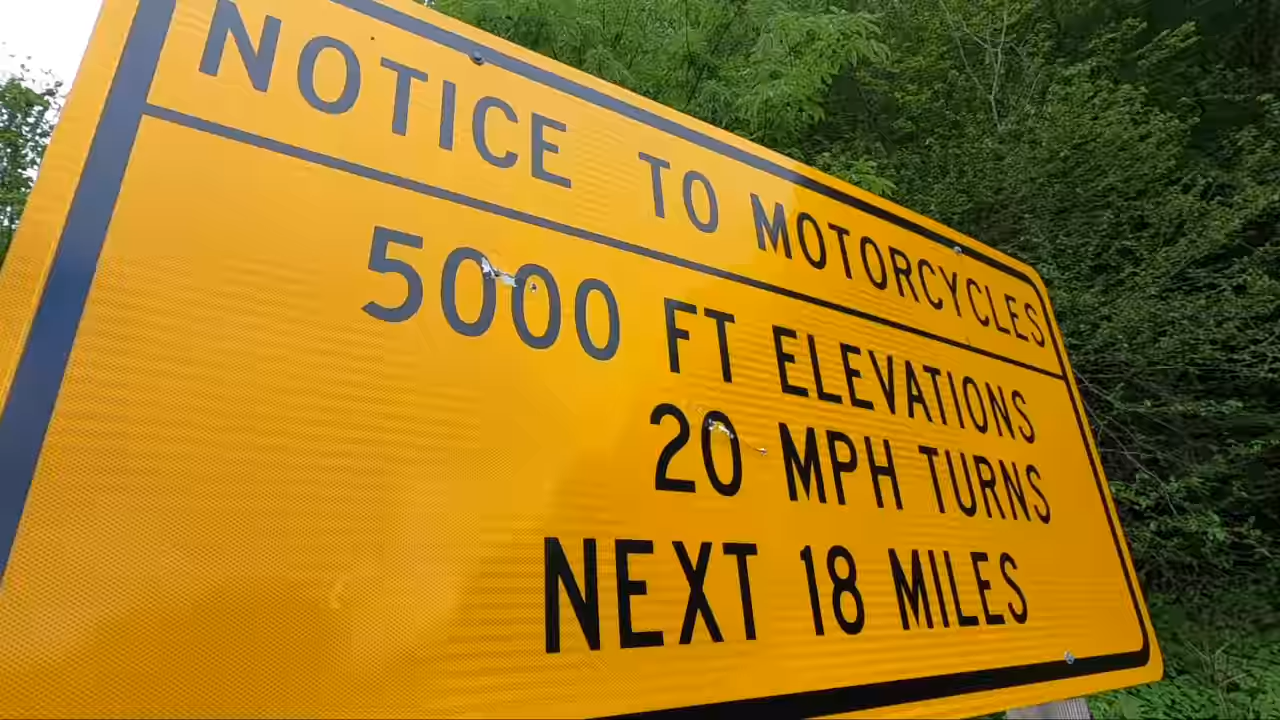 NOTICE TO MOTORCYCLES
5000 FT ELEVATIONS
20 MPH TURNS
NEXT 18 MILES